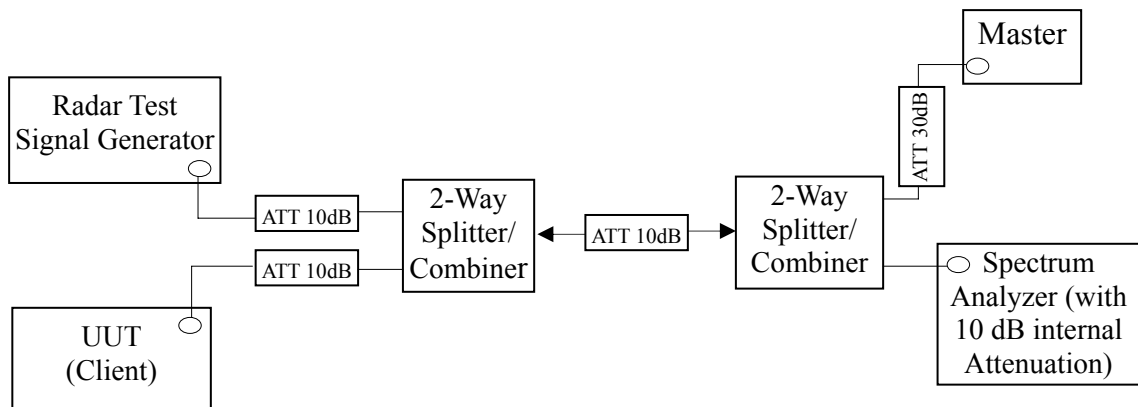 Radar Test
Signal Generator
ATT 10dB
ATT 10dB
UUT
(Client)
2-Way
Splitter/
Combiner
ATT 10dB
2-Way
Splitter/
Combiner
ATT 30dB
Master
Spectrum
Analyzer (with
10 dB internal
Attenuation)